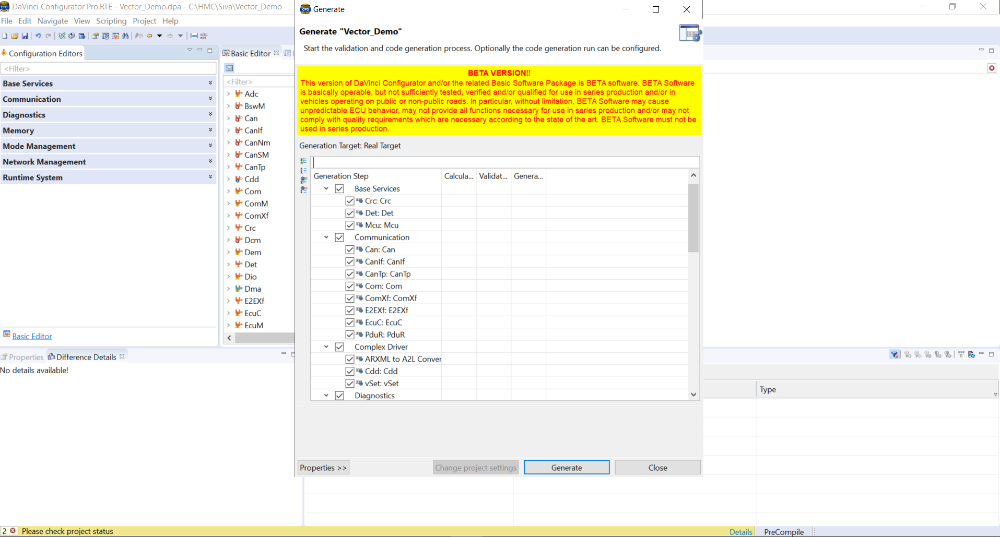 DaVinci Configurator Pro.RTE - Vector_Demo.dpa - C:\HMC\Siva\Vector_Demo
File Edit Navigate View Scripting Project Help
Configuration Editors
<Filter>
Base Services
Communication
Diagnostics
Memory
Mode Management
Network Management
Runtime System
Basic Editor
Basic Editor
<Filter>
Adc
BswM
Can
CanIf
CanNm
CanSM
CanTp
Cdd
Com
ComM
ComXf
Crc
Dcm
Dem
Det
Dio
Dma
E2EXf
EcuC
EcuM
Generate
Generate "Vector_Demo"
Start the validation and code generation process. Optionally the code generation run can be configured.
BETA VERSION!!
This version of DaVinci Configurator and/or the related Basic Software Package is BETA software. BETA Software
is basically operable, but not sufficiently tested, verified and/or qualified for use in series production and/or in
vehicles operating on public or non-public roads. In particular, without limitation, BETA Software may cause
unpredictable ECU behavior, may not provide all functions necessary for use in series production and/or may not
comply with quality requirements which are necessary according to the state of the art. BETA Software must not be
used in series production.
Generation Target: Real Target
Generation Step Calcula... Validat... Genera...
Base Services
Crc: Crc
Det: Det
Mcu: Mcu
Communication
Can: Can
CanIf: CanIf
CanTp: CanTp
Com: Com
ComXf: ComXf
E2EXf: E2EXf
EcuC: EcuC
PduR: PduR
Complex Driver
ARXML to A2L Conver
Cdd: Cdd
vSet: vSet
Diagnostics
Properties >> Change project settings Generate Close
Properties Difference Details
No details available!
Type
2 Please check project status Details PreCompile